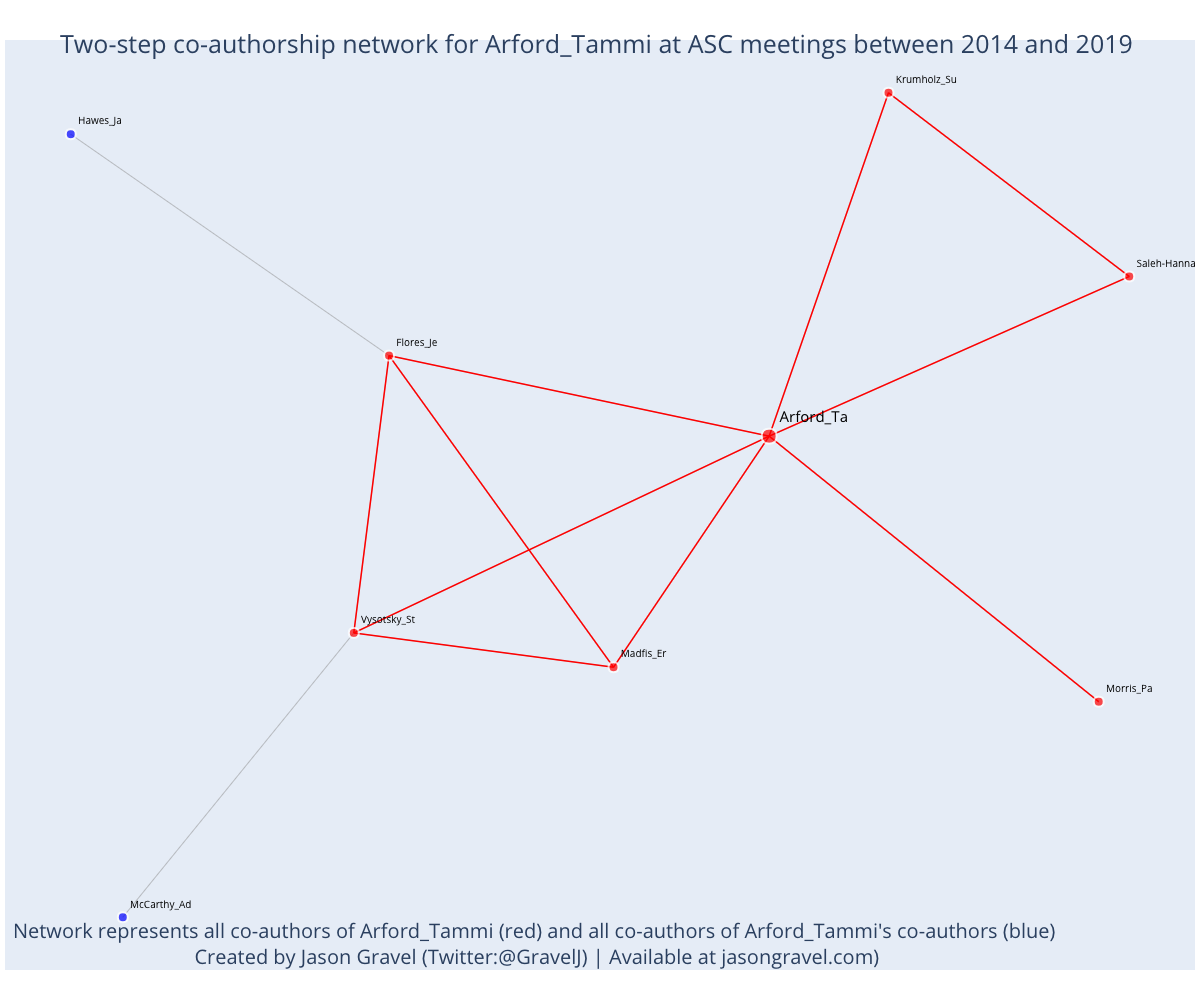 Two-step co-authorship network for Arford_Tammi at ASC meetings between 2014 and 2019
Krumholz_Su
Hawes_Ja
Saleh-Hanna
Flores_Je
Arford_Ta
Vysotsky_St
Madfis_Er
Morris_Pa
McCarthy_Ad
Network represents all co-authors of Arford_Tammi (red) and all co-authors of Arford_Tammi's co-authors (blue)
Created by Jason Gravel (Twitter:@GravelJ) | Available at jasongravel.com)